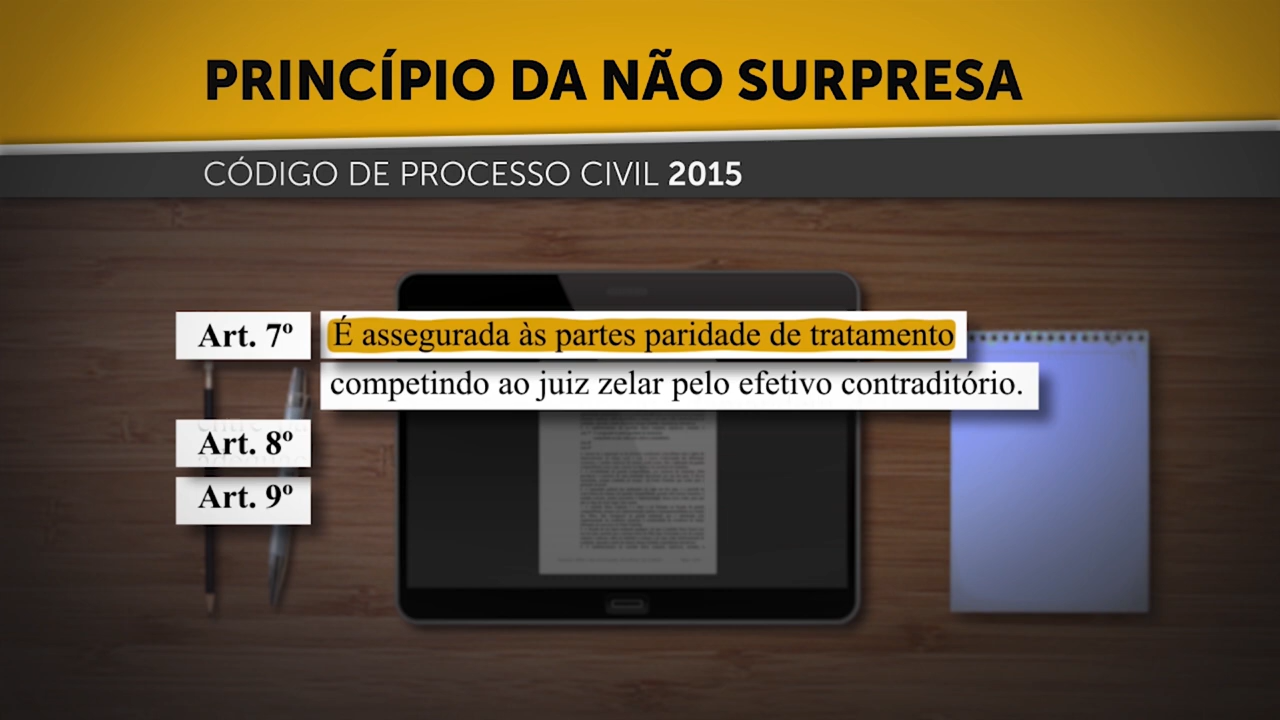 PRINCÍPIO DA NÃO SURPRESA
CÓDIGO DE PROCESSO CIVIL 2015
Art. 7º É assegurada às partes paridade de tratamento
competindo ao juiz zelar pelo efetivo contraditório.
Art. 8º
Art. 9º